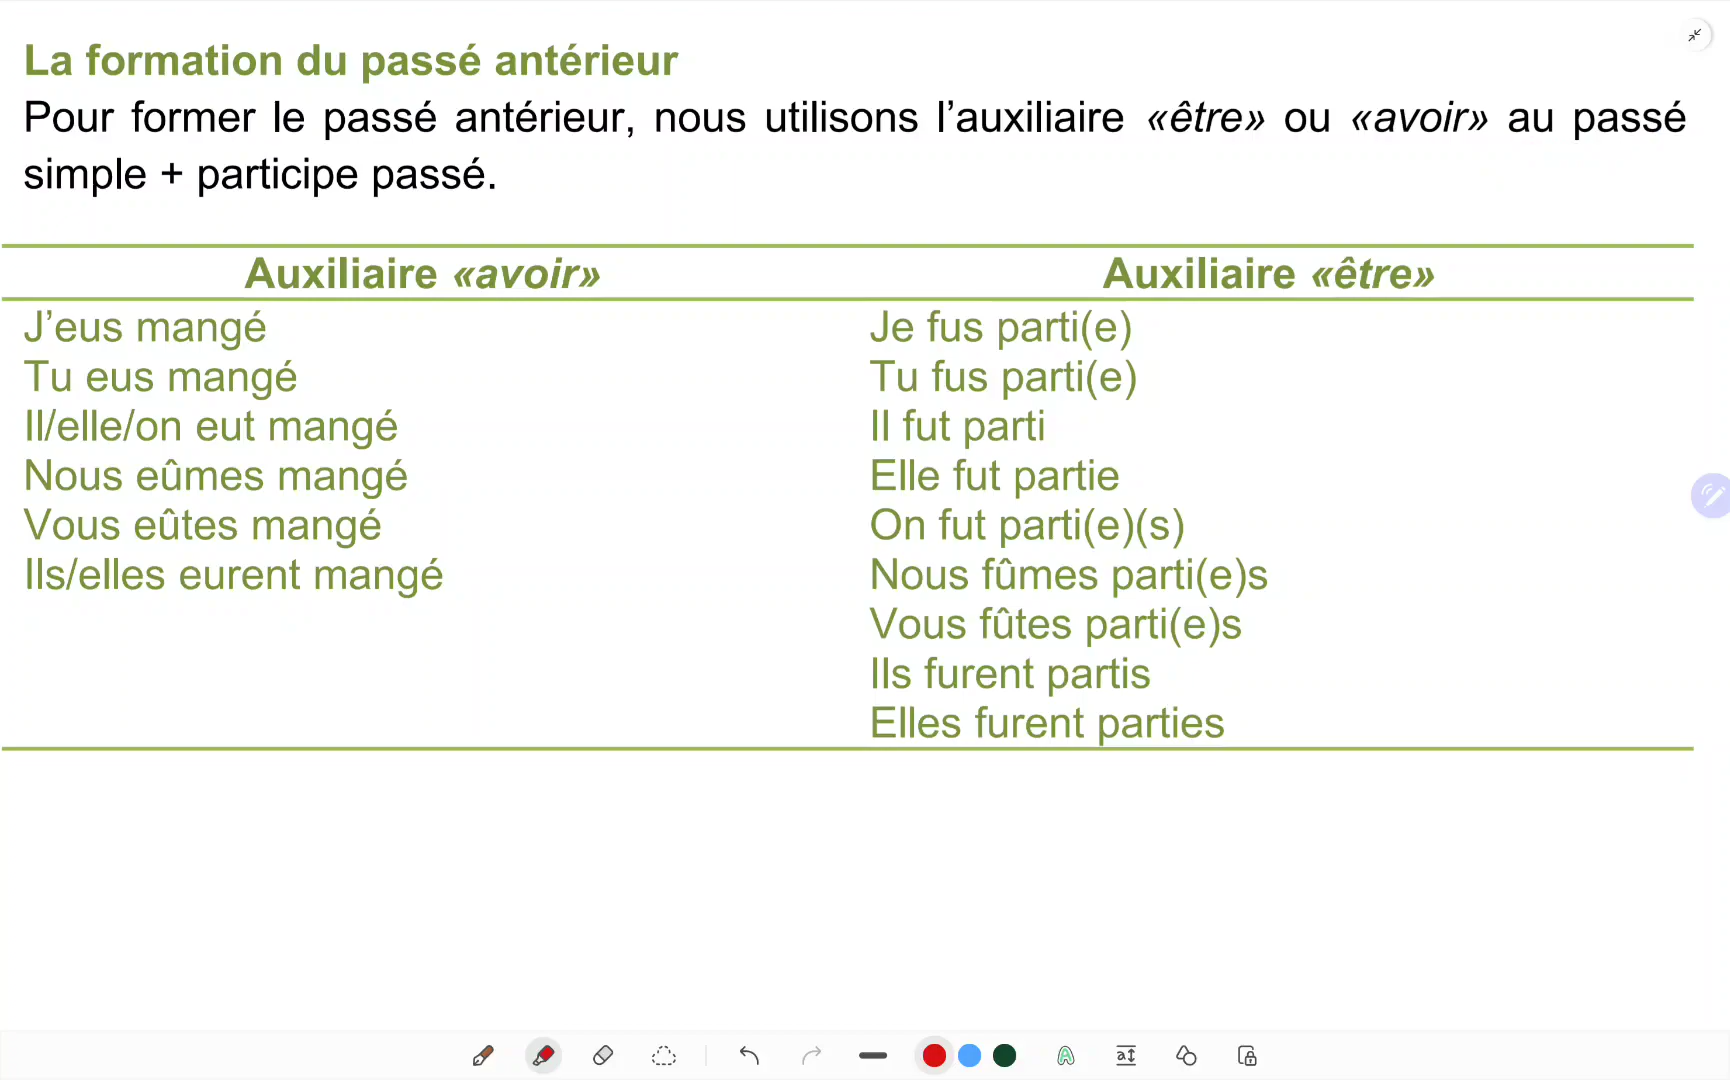 La formation du passé antérieur
Pour former le passé antérieur, nous utilisons l’auxiliaire «être» ou «avoir» au passé
simple + participe passé.
Auxiliaire «avoir»
Auxiliaire «être»
J’eus mangé
Tu eus mangé
Il/elle/on eut mangé
Nous eûmes mangé
Vous eûtes mangé
Ils/elles eurent mangé
Je fus parti(e)
Tu fus parti(e)
Il fut parti
Elle fut partie
On fut parti(e)(s)
Nous fûmes parti(e)s
Vous fûtes parti(e)s
Ils furent partis
Elles furent parties